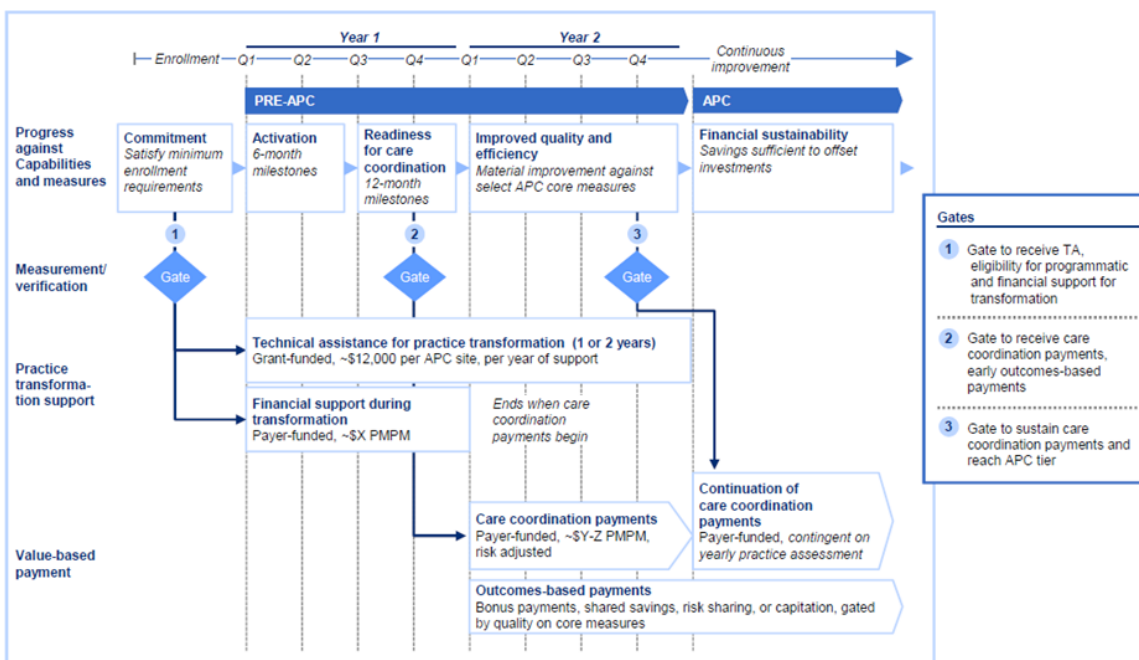 Year 1
Year 2
Enrollment
Q1
Q2
Q3
Q4
Q1
Q2
Q3
Q4
Continuous
improvement
PRE-APC
APC
Progress
against
Capabilities
and measures
Commitment
Satisfy minimum
enrollment
requirements
Activation
6-month
milestones
Readiness
for care
coordination
12-month
milestones
Improved quality and
efficiency
Material improvement against
select APC core measures
Financial sustainability
Savings sufficient to offset
investments
1
2
3
Measurement/
verification
Gate
Gate
Gate
Practice
transforma-
tion support
Technical assistance for practice transformation (1 or 2 years)
Grant-funded, ~$12,000 per APC site, per year of support
Financial support during
transformation
Payer-funded, ~$X PMPM
Ends when care
coordination
payments begin
Value-based
payment
Care coordination payments
Payer-funded, ~$Y-Z PMPM,
risk adjusted
Continuation of
care coordination
payments
Payer-funded, contingent on
yearly practice assessment
Outcomes-based payments
Bonus payments, shared savings, risk sharing, or capitation, gated
by quality on core measures
Gates
1 Gate to receive TA,
eligibility for programmatic
and financial support for
transformation
2 Gate to receive care
coordination payments,
early outcomes-based
payments
3 Gate to sustain care
coordination payments and
reach APC tier